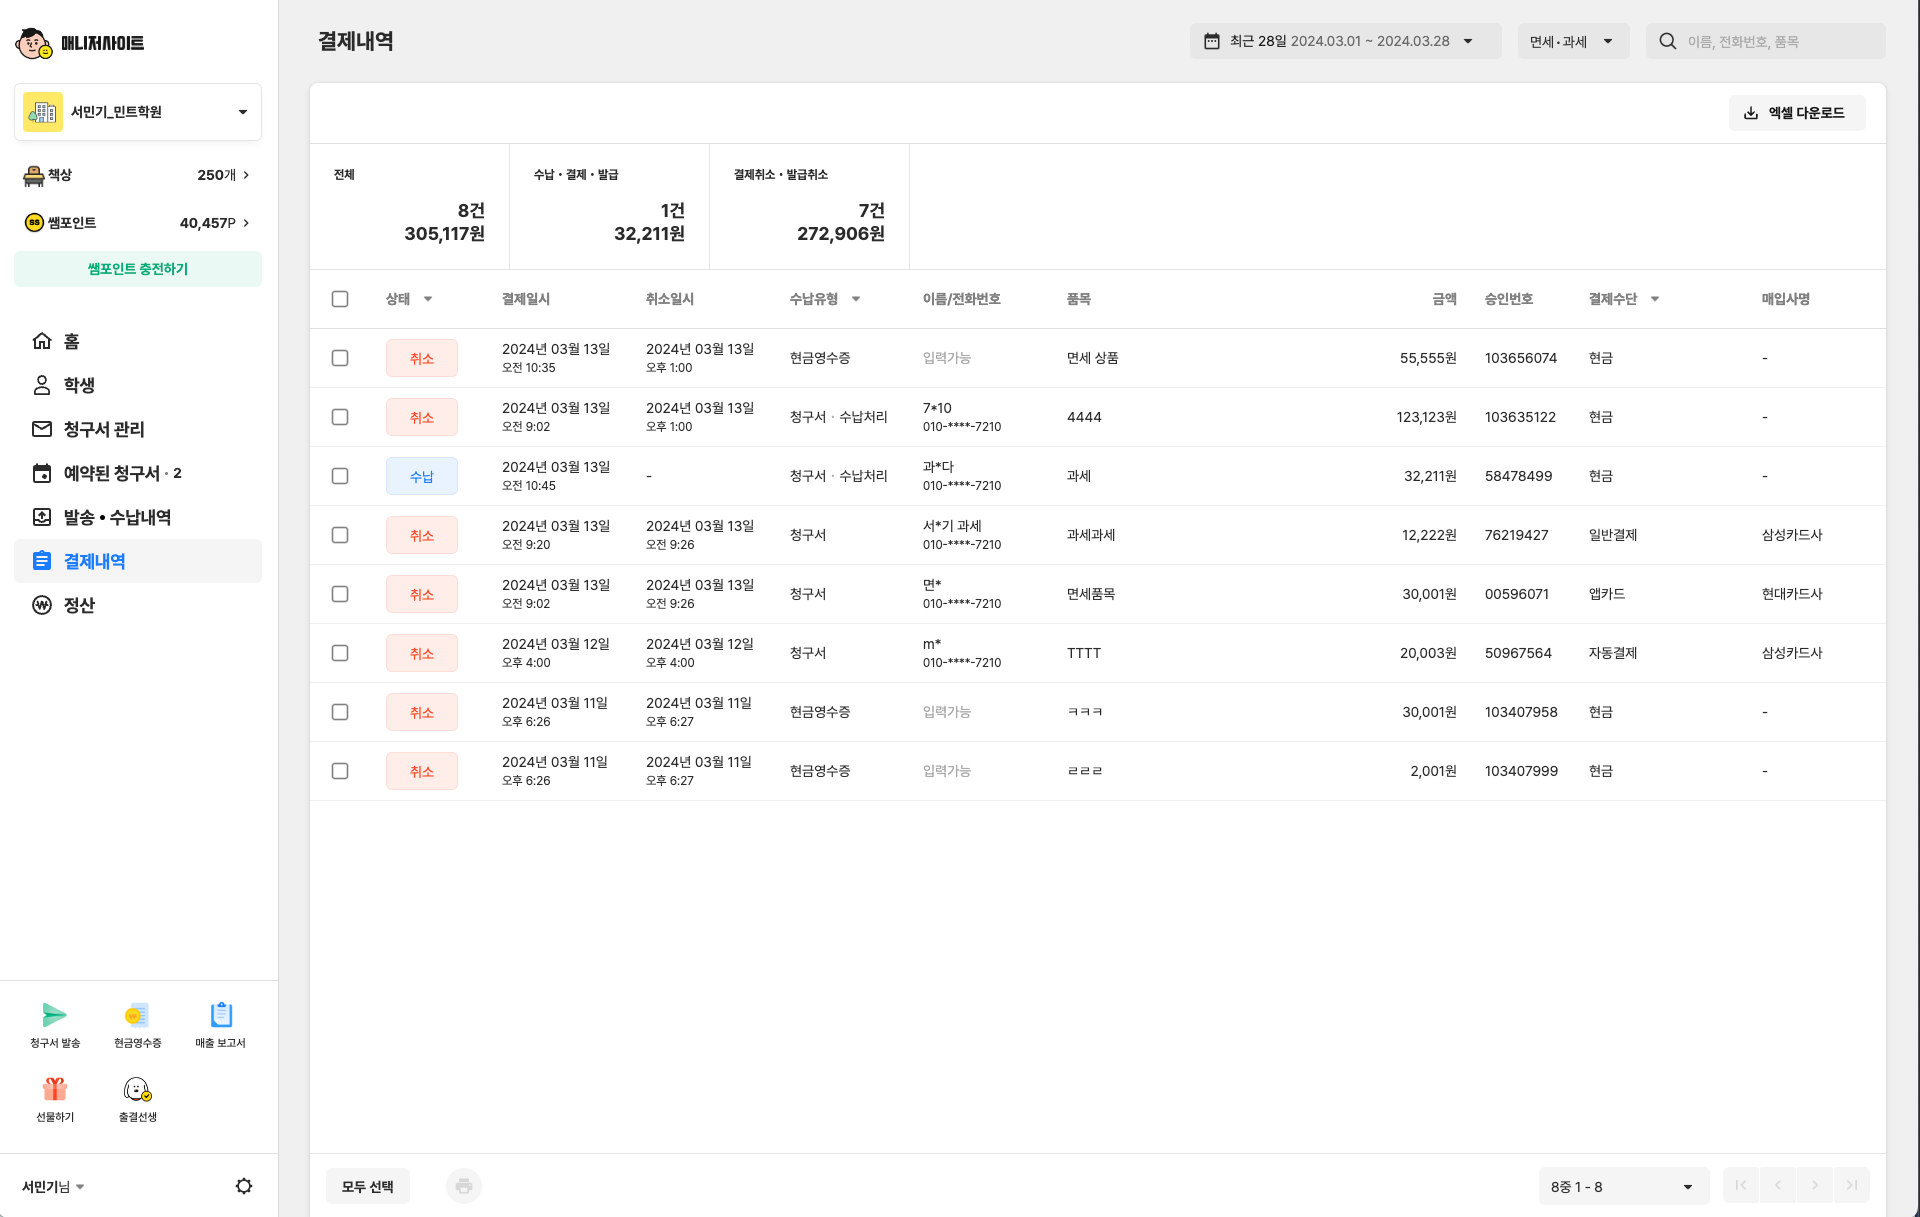 매니저사이트
서민기_민트학원
책상 250개
쌤포인트 40,457P
쌤포인트 충전하기
홈
학생
청구서 관리
예약된 청구서 · 2
발송 • 수납내역
결제내역
정산
청구서 발송 현금영수증 매출 보고서
선물하기 출결선생
서민기님
결제내역
최근 28일 2024.03.01 ~ 2024.03.28
면세 • 과세
이름, 전화번호, 품목
엑셀 다운로드
전체
8건
305,117원
수납 • 결제 • 발급
1건
32,211원
결제취소 • 발급취소
7건
272,906원
상태 결제일시 취소일시 수납유형 이름/전화번호 품목 금액 승인번호 결제수단 매입사명
취소 2024년 03월 13일 오전 10:35 2024년 03월 13일 오후 1:00 현금영수증 입력가능 면세 상품 55,555원 103656074 현금 -
취소 2024년 03월 13일 오전 9:02 2024년 03월 13일 오후 1:00 청구서 · 수납처리 7*10 010-****-7210 4444 123,123원 103635122 현금 -
수납 2024년 03월 13일 오전 10:45 - 청구서 · 수납처리 과*다 010-****-7210 과세 32,211원 58478499 현금 -
취소 2024년 03월 13일 오전 9:20 2024년 03월 13일 오전 9:26 청구서 서*기 과세 010-****-7210 과세과세 12,222원 76219427 일반결제 삼성카드사
취소 2024년 03월 13일 오전 9:02 2024년 03월 13일 오전 9:26 청구서 면* 010-****-7210 면세품목 30,001원 00596071 앱카드 현대카드사
취소 2024년 03월 12일 오후 4:00 2024년 03월 12일 오후 4:00 청구서 m* 010-****-7210 TTTT 20,003원 50967564 자동결제 삼성카드사
취소 2024년 03월 11일 오후 6:26 2024년 03월 11일 오후 6:27 현금영수증 입력가능 ㅋㅋㅋ 30,001원 103407958 현금 -
취소 2024년 03월 11일 오후 6:26 2024년 03월 11일 오후 6:27 현금영수증 입력가능 ㄹㄹㄹ 2,001원 103407999 현금 -
모두 선택
8중 1 - 8